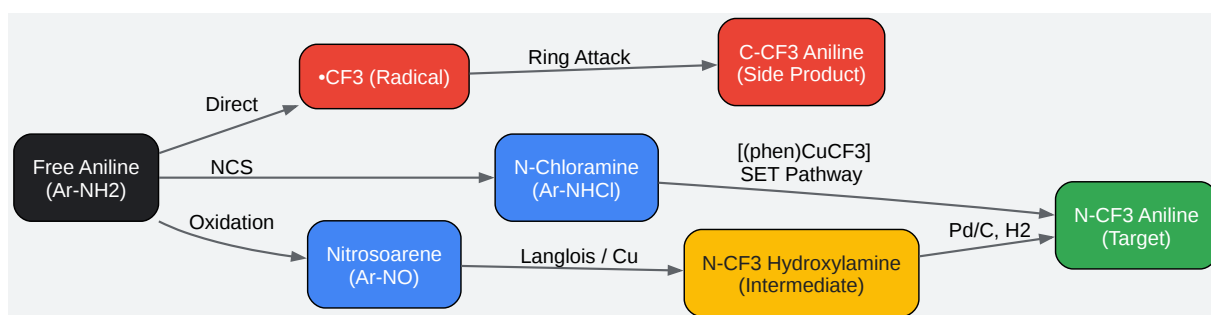 •CF3 (Radical)
Ring Attack
C-CF3 Aniline
(Side Product)
Direct
Free Aniline
(Ar-NH2)
NCS
N-Chloramine
(Ar-NHCl)
[(phen)CuCF3]
SET Pathway
Oxidation
Nitrosoarene
(Ar-NO)
Langlois / Cu
N-CF3 Hydroxylamine
(Intermediate)
Pd/C, H2
N-CF3 Aniline
(Target)